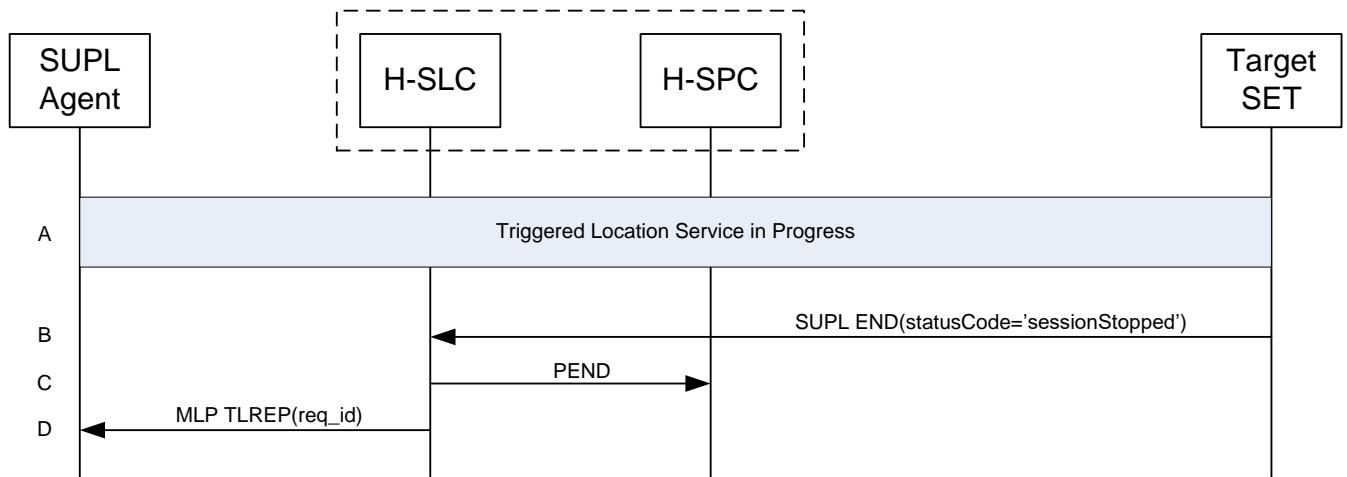 SUPL
Agent
H-SLC
H-SPC
Target
SET
A
Triggered Location Service in Progress
B
SUPL END(statusCode=’sessionStopped’)
C
PEND
D
MLP TLREP(req_id)